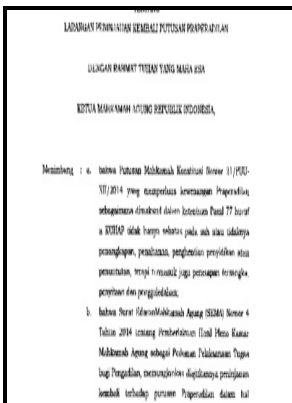 LARANGAN PENINJAUAN KEMBALI PUTUSAN PRAPERADILAN
DENGAN RAHMAT TUHAN YANG MAHA ESA
KETUA MAHKAMAH AGUNG REPUBLIK INDONESIA,
Menimbang : a. bahwa Putusan Mahkamah Konstitusi Nomor 21/PUU-
XII/2014 yang memperluas kewenangan Praperadilan
sebagaimana dimaksud dalam ketentuan Pasal 77 huruf
a KUHAP tidak hanya sebatas pada sah atau tidaknya
penangkapan, penahanan, penghentian penyidikan atau
penuntutan, tetapi termasuk juga penetapan tersangka,
penyitaan dan penggeledahan;
b. bahwa Surat EdaranMahkamah Agung (SEMA) Nomor 4
Tahun 2014 tentang Pemberlakuan Hasil Pleno Kamar
Mahkamah Agung sebagai Pedoman Pelaksanaan Tugas
bagi Pengadilan, memungkinkan diajukannya peninjauan
kembali terhadap putusan Praperadilan dalam hal